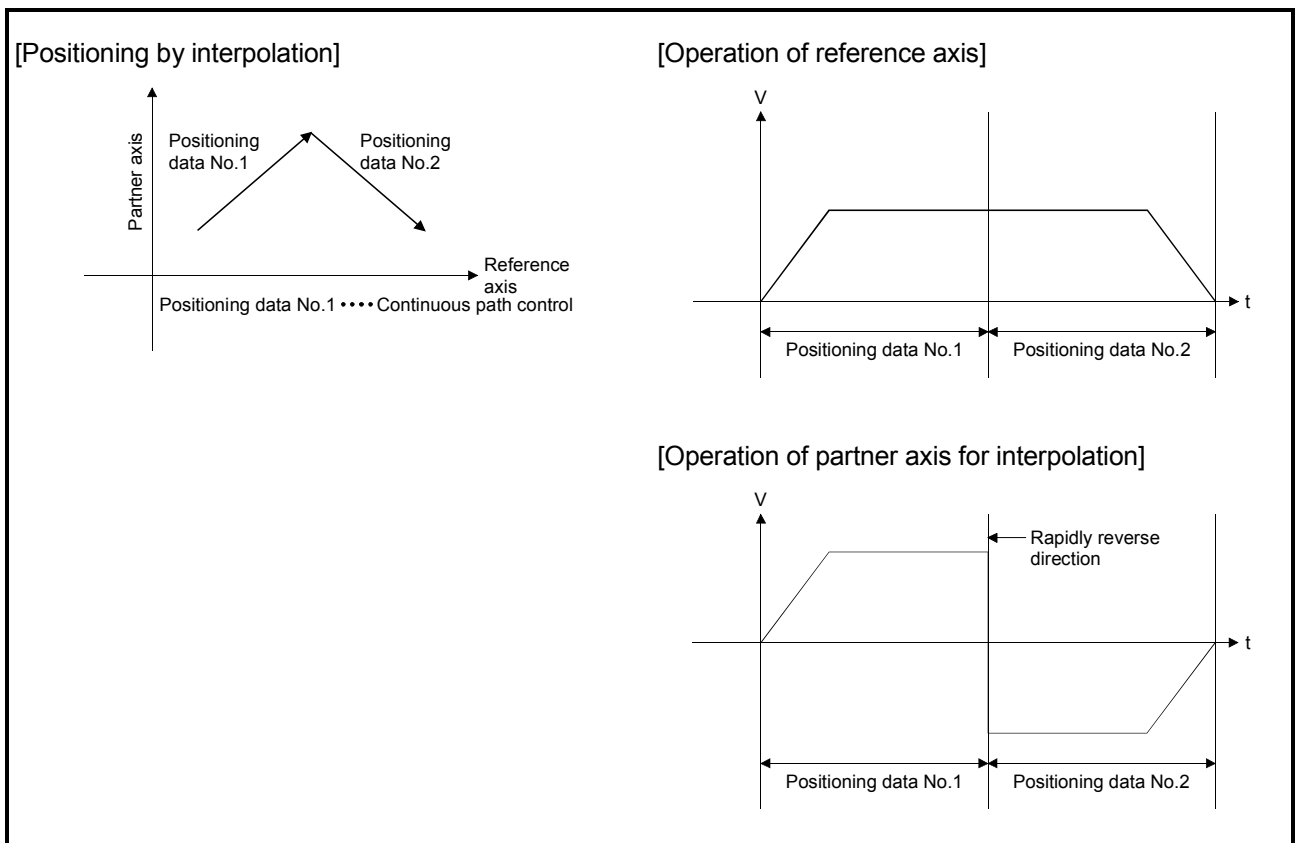 [Positioning by interpolation]
Partner axis
Positioning
data No.1
Positioning
data No.2
Reference
axis
Positioning data No.1 •••• Continuous path control
[Operation of reference axis]
V
t
Positioning data No.1
Positioning data No.2
[Operation of partner axis for interpolation]
V
Rapidly reverse
direction
t
Positioning data No.1
Positioning data No.2